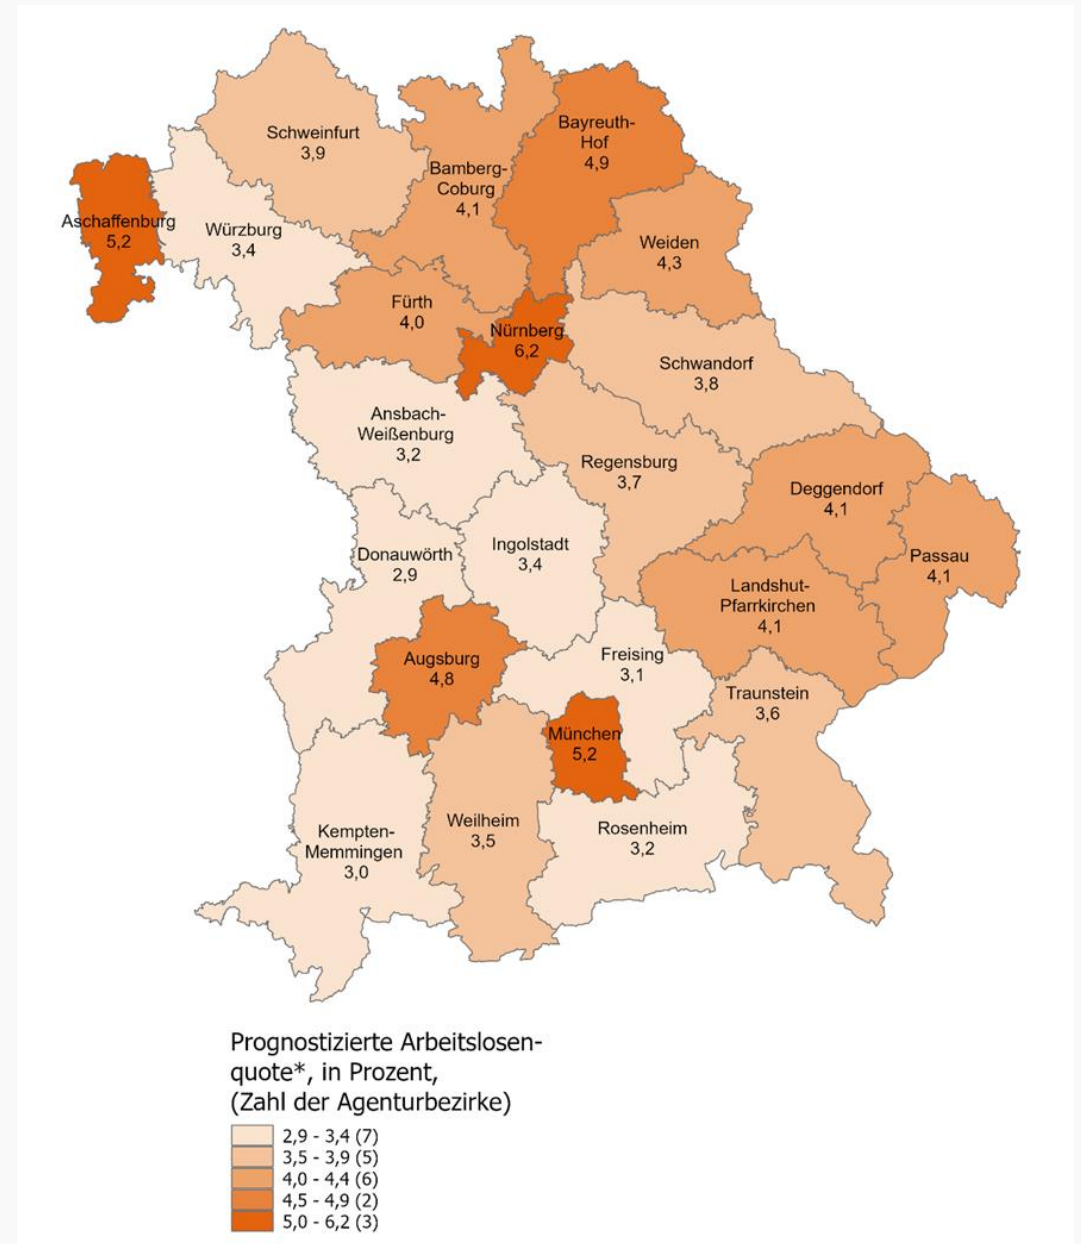 Schweinfurt
3,9
Bayreuth-
Hof
4,9
Bamberg-
Coburg
4,1
Aschaffenburg
5,2
Würzburg
3,4
Weiden
4,3
Fürth
4,0
Nürnberg
6,2
Schwandorf
3,8
Ansbach-
Weißenburg
3,2
Regensburg
3,7
Deggendorf
4,1
Donauwörth
2,9
Ingolstadt
3,4
Passau
4,1
Landshut-
Pfarrkirchen
4,1
Augsburg
4,8
Freising
3,1
Traunstein
3,6
München
5,2
Kempten-
Memmingen
3,0
Weilheim
3,5
Rosenheim
3,2
Prognostizierte Arbeitslosen-
quote*, in Prozent,
(Zahl der Agenturbezirke)
2,9 - 3,4 (7)
3,5 - 3,9 (5)
4,0 - 4,4 (6)
4,5 - 4,9 (2)
5,0 - 6,2 (3)